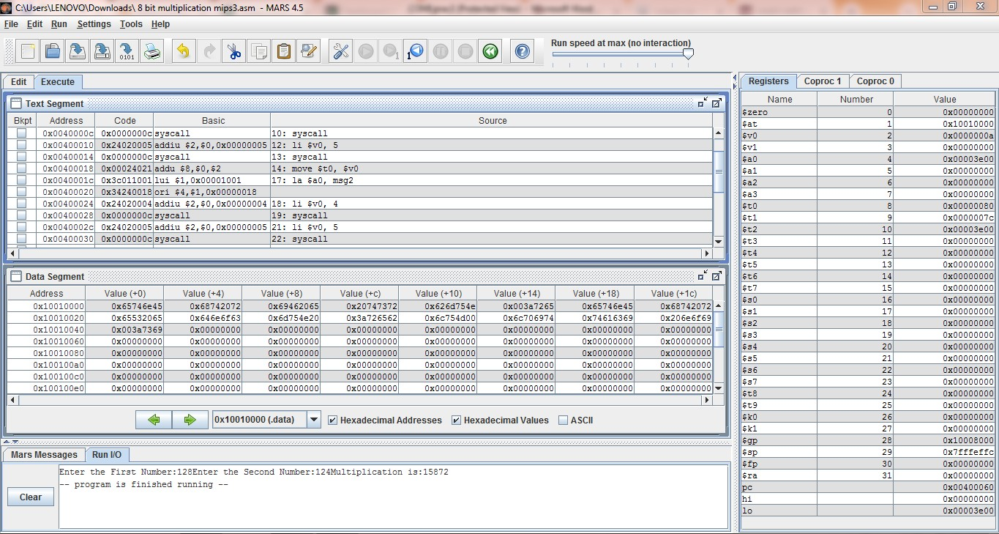 C:\Users\LENOVO\Downloads\ 8 bit multiplication mips3.asm - MARS 4.5
File Edit Run Settings Tools Help
Run speed at max (no interaction)
Edit Execute
Text Segment
Bkpt Address Code Basic Source
0x0040000c 0x0000000c syscall 10: syscall
0x00400010 0x24020005 addiu $2,$0,0x00000005 12: li $v0, 5
0x00400014 0x0000000c syscall 13: syscall
0x00400018 0x00024021 addu $8,$0,$2 14: move $t0, $v0
0x0040001c 0x3c011001 lui $1,0x00001001 17: la $a0, msg2
0x00400020 0x34240018 ori $4,$1,0x00000018
0x00400024 0x24020004 addiu $2,$0,0x00000004 18: li $v0, 4
0x00400028 0x0000000c syscall 19: syscall
0x0040002c 0x24020005 addiu $2,$0,0x00000005 21: li $v0, 5
0x00400030 0x0000000c syscall 22: syscall
Data Segment
Address Value (+0) Value (+4) Value (+8) Value (+c) Value (+10) Value (+14) Value (+18) Value (+1c)
0x10010000 0x65746e45 0x68742072 0x69462065 0x20747372 0x626d754e 0x003a7265 0x65746e45 0x68742072
0x10010020 0x65532065 0x646e6f63 0x6d754e20 0x3a726562 0x6c754d00 0x6c706974 0x74616369 0x206e6f69
0x10010040 0x003a7369 0x00000000 0x00000000 0x00000000 0x00000000 0x00000000 0x00000000 0x00000000
0x10010060 0x00000000 0x00000000 0x00000000 0x00000000 0x00000000 0x00000000 0x00000000 0x00000000
0x10010080 0x00000000 0x00000000 0x00000000 0x00000000 0x00000000 0x00000000 0x00000000 0x00000000
0x100100a0 0x00000000 0x00000000 0x00000000 0x00000000 0x00000000 0x00000000 0x00000000 0x00000000
0x100100c0 0x00000000 0x00000000 0x00000000 0x00000000 0x00000000 0x00000000 0x00000000 0x00000000
0x100100e0 0x00000000 0x00000000 0x00000000 0x00000000 0x00000000 0x00000000 0x00000000 0x00000000
0x10010000 (.data) Hexadecimal Addresses Hexadecimal Values ASCII
Mars Messages Run I/O
Enter the First Number:128Enter the Second Number:124Multiplication is:15872
-- program is finished running --
Clear
Registers Coproc 1 Coproc 0
Name Number Value
$zero 0 0x00000000
$at 1 0x10010000
$v0 2 0x0000000a
$v1 3 0x00000000
$a0 4 0x00003e00
$a1 5 0x00000000
$a2 6 0x00000000
$a3 7 0x00000000
$t0 8 0x00000080
$t1 9 0x0000007c
$t2 10 0x00003e00
$t3 11 0x00000000
$t4 12 0x00000000
$t5 13 0x00000000
$t6 14 0x00000000
$t7 15 0x00000000
$s0 16 0x00000000
$s1 17 0x00000000
$s2 18 0x00000000
$s3 19 0x00000000
$s4 20 0x00000000
$s5 21 0x00000000
$s6 22 0x00000000
$s7 23 0x00000000
$t8 24 0x00000000
$t9 25 0x00000000
$k0 26 0x00000000
$k1 27 0x00000000
$gp 28 0x10008000
$sp 29 0x7fffeffc
$fp 30 0x00000000
$ra 31 0x00000000
pc 0x00400060
hi 0x00000000
lo 0x00003e00